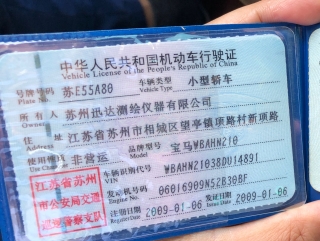 中华人民共和国机动车行驶证
Vehicle License of the People's Republic of China
号牌号码 苏E55A80 车辆类型 小型轿车
Plate No. Vehicle Type
所有人 苏州迅达测绘仪器有限公司
Owner
住址 江苏省苏州市相城区望亭镇项路村新项路
Address
使用性质 非营运 品牌型号 宝马WBAHN210
Use Character Model
江苏省苏州 车辆识别代号 WBAHN21038DU14891
VIN
市公安局交通 发动机号码 06016909N52B30BF
Engine No.
巡逻警察支队 注册日期 2009-01-06 发证日期 2009-01-06
Register Date Issue Date